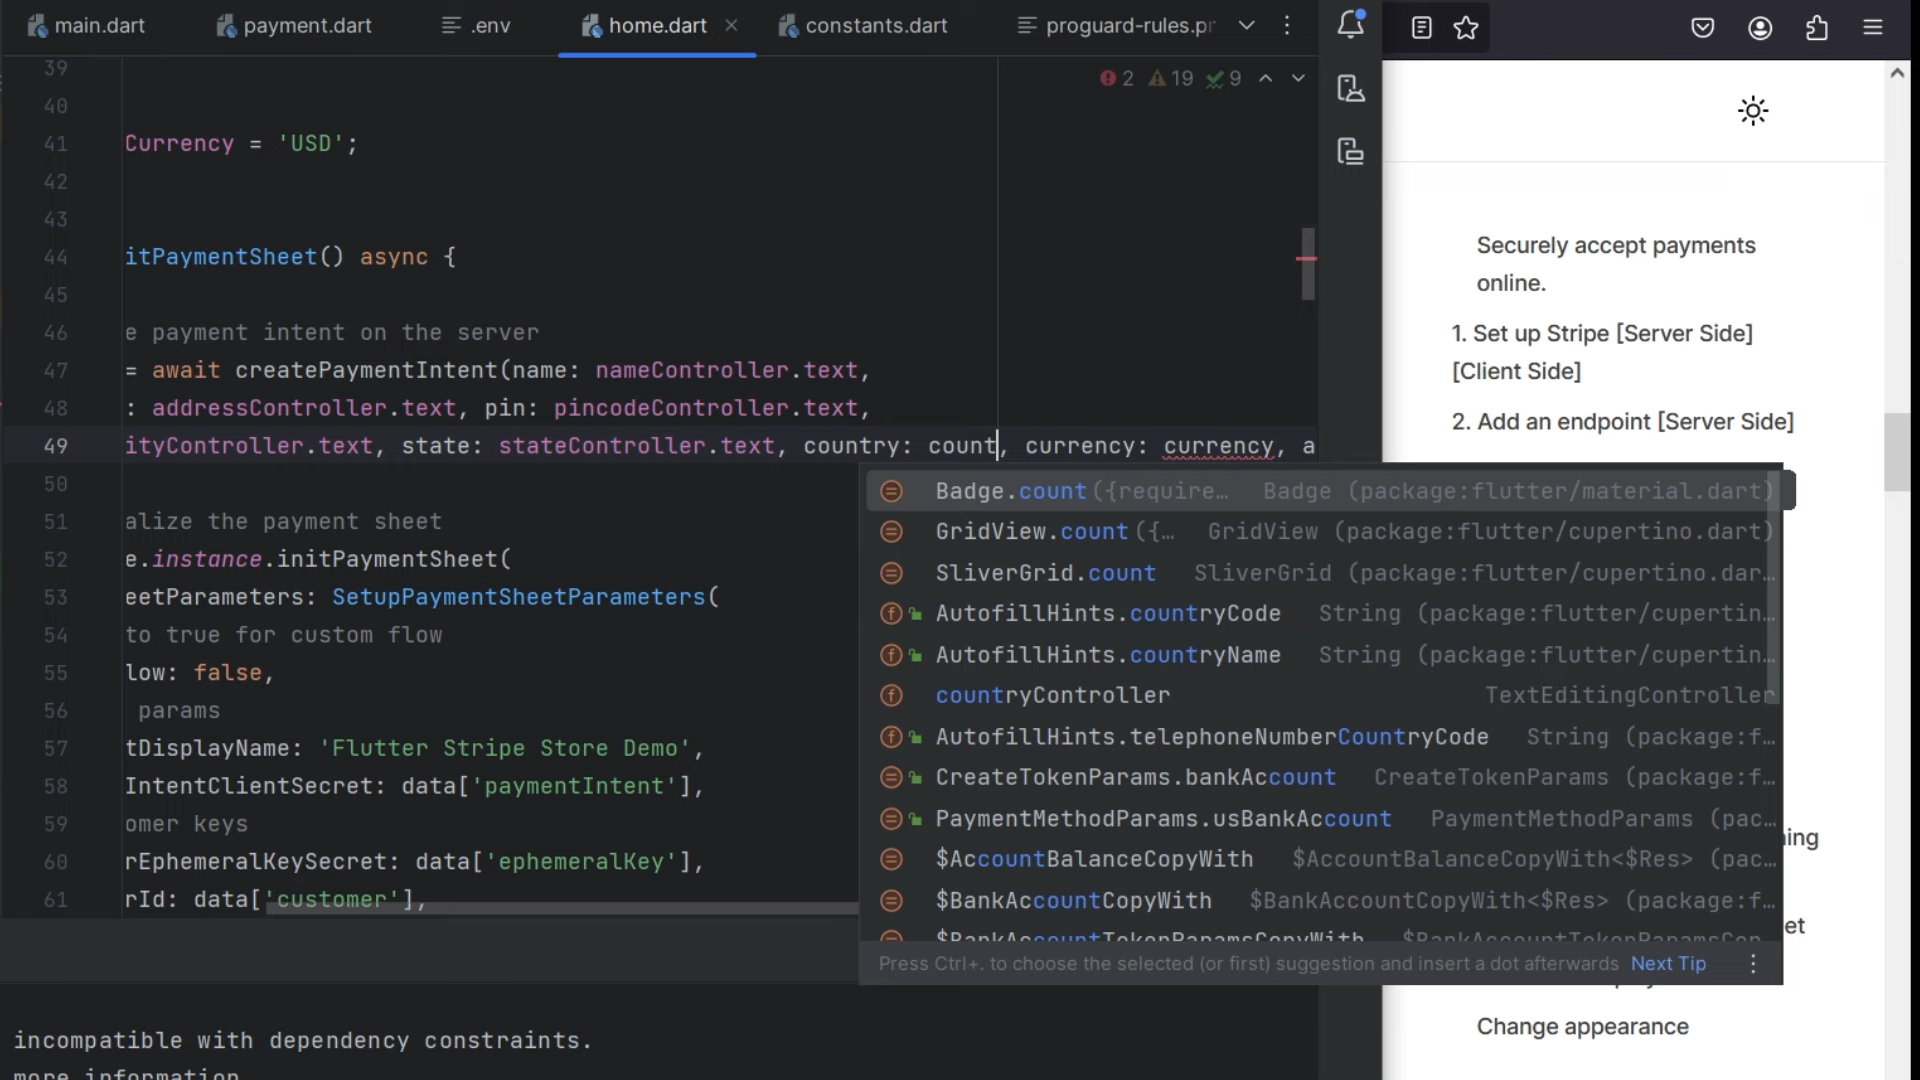 main.dart payment.dart .env home.dart constants.dart proguard-rules.pr
2 19 9
39
40
41 Currency = 'USD';
42
43
44 itPaymentSheet() async {
45
46 e payment intent on the server
47 = await createPaymentIntent(name: nameController.text,
48 : addressController.text, pin: pincodeController.text,
49 ityController.text, state: stateController.text, country: count, currency: currency, a
50
51 alize the payment sheet
52 e.instance.initPaymentSheet(
53 eetParameters: SetupPaymentSheetParameters(
54 to true for custom flow
55 low: false,
56 params
57 tDisplayName: 'Flutter Stripe Store Demo',
58 IntentClientSecret: data['paymentIntent'],
59 omer keys
60 rEphemeralKeySecret: data['ephemeralKey'],
61 rId: data['customer'],
Badge.count({require… Badge (package:flutter/material.dart)
GridView.count({… GridView (package:flutter/cupertino.dart)
SliverGrid.count SliverGrid (package:flutter/cupertino.dar…
AutofillHints.countryCode String (package:flutter/cupertin…
AutofillHints.countryName String (package:flutter/cupertin…
countryController TextEditingController
AutofillHints.telephoneNumberCountryCode String (package:f…
CreateTokenParams.bankAccount CreateTokenParams (package:f…
PaymentMethodParams.usBankAccount PaymentMethodParams (pac…
$AccountBalanceCopyWith $AccountBalanceCopyWith<$Res> (pac…
$BankAccountCopyWith $BankAccountCopyWith<$Res> (package:f…
$BankAccountTokenParamsCopyWith $BankAccountTokenParamsCop
Press Ctrl+. to choose the selected (or first) suggestion and insert a dot afterwards Next Tip
incompatible with dependency constraints.
more information
Securely accept payments
online.
1. Set up Stripe [Server Side]
[Client Side]
2. Add an endpoint [Server Side]
ing
et
Change appearance